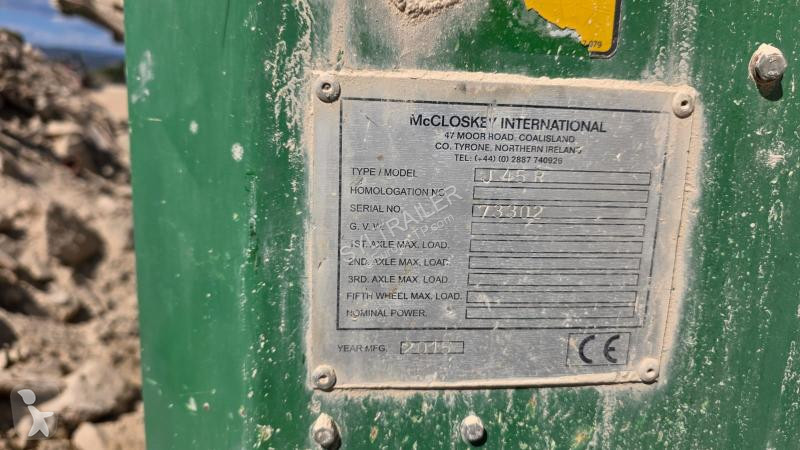 McCLOSKEY INTERNATIONAL
47 MOOR ROAD, COALISLAND
CO. TYRONE, NORTHERN IRELAND
TEL: (+44) (0) 2887 740926
TYPE / MODEL J 45 R
HOMOLOGATION NO
SERIAL NO. 73302
G. V. W.
1ST. AXLE MAX. LOAD.
2ND. AXLE MAX. LOAD.
3RD. AXLE MAX. LOAD.
FIFTH WHEEL MAX. LOAD.
NOMINAL POWER.
YEAR MFG. 2015
CE